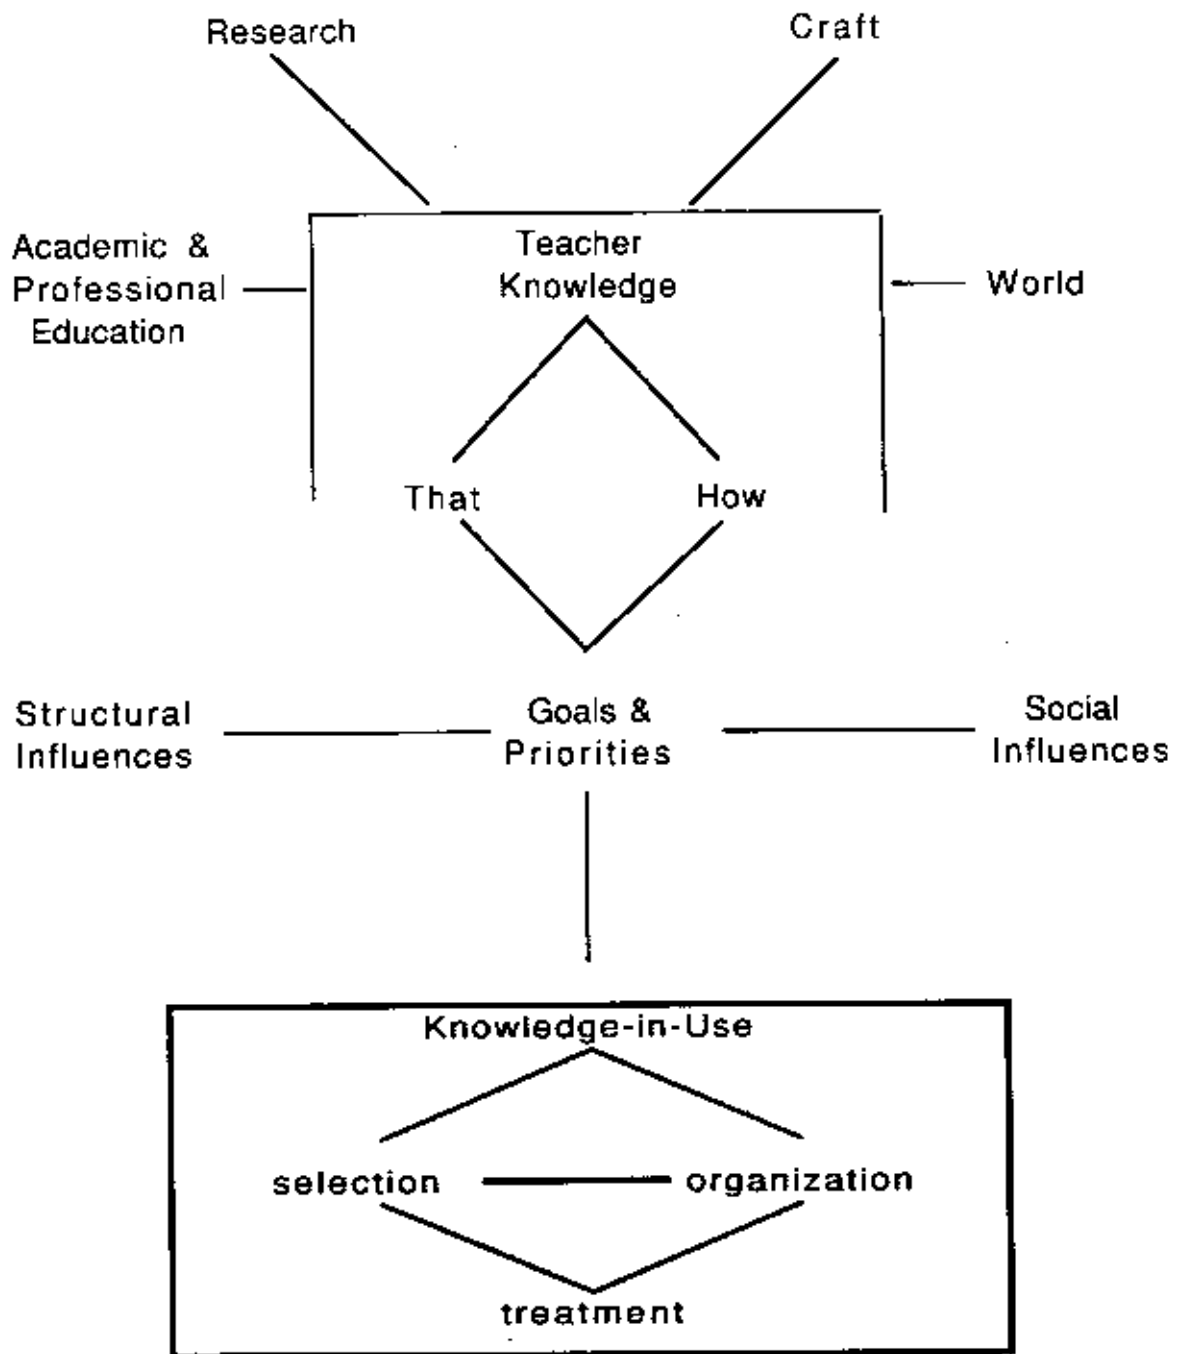 Research
Craft
Academic &
Professional
Education
Teacher
Knowledge
World
That
How
Structural
Influences
Goals &
Priorities
Social
Influences
Knowledge-in-Use
selection
organization
treatment